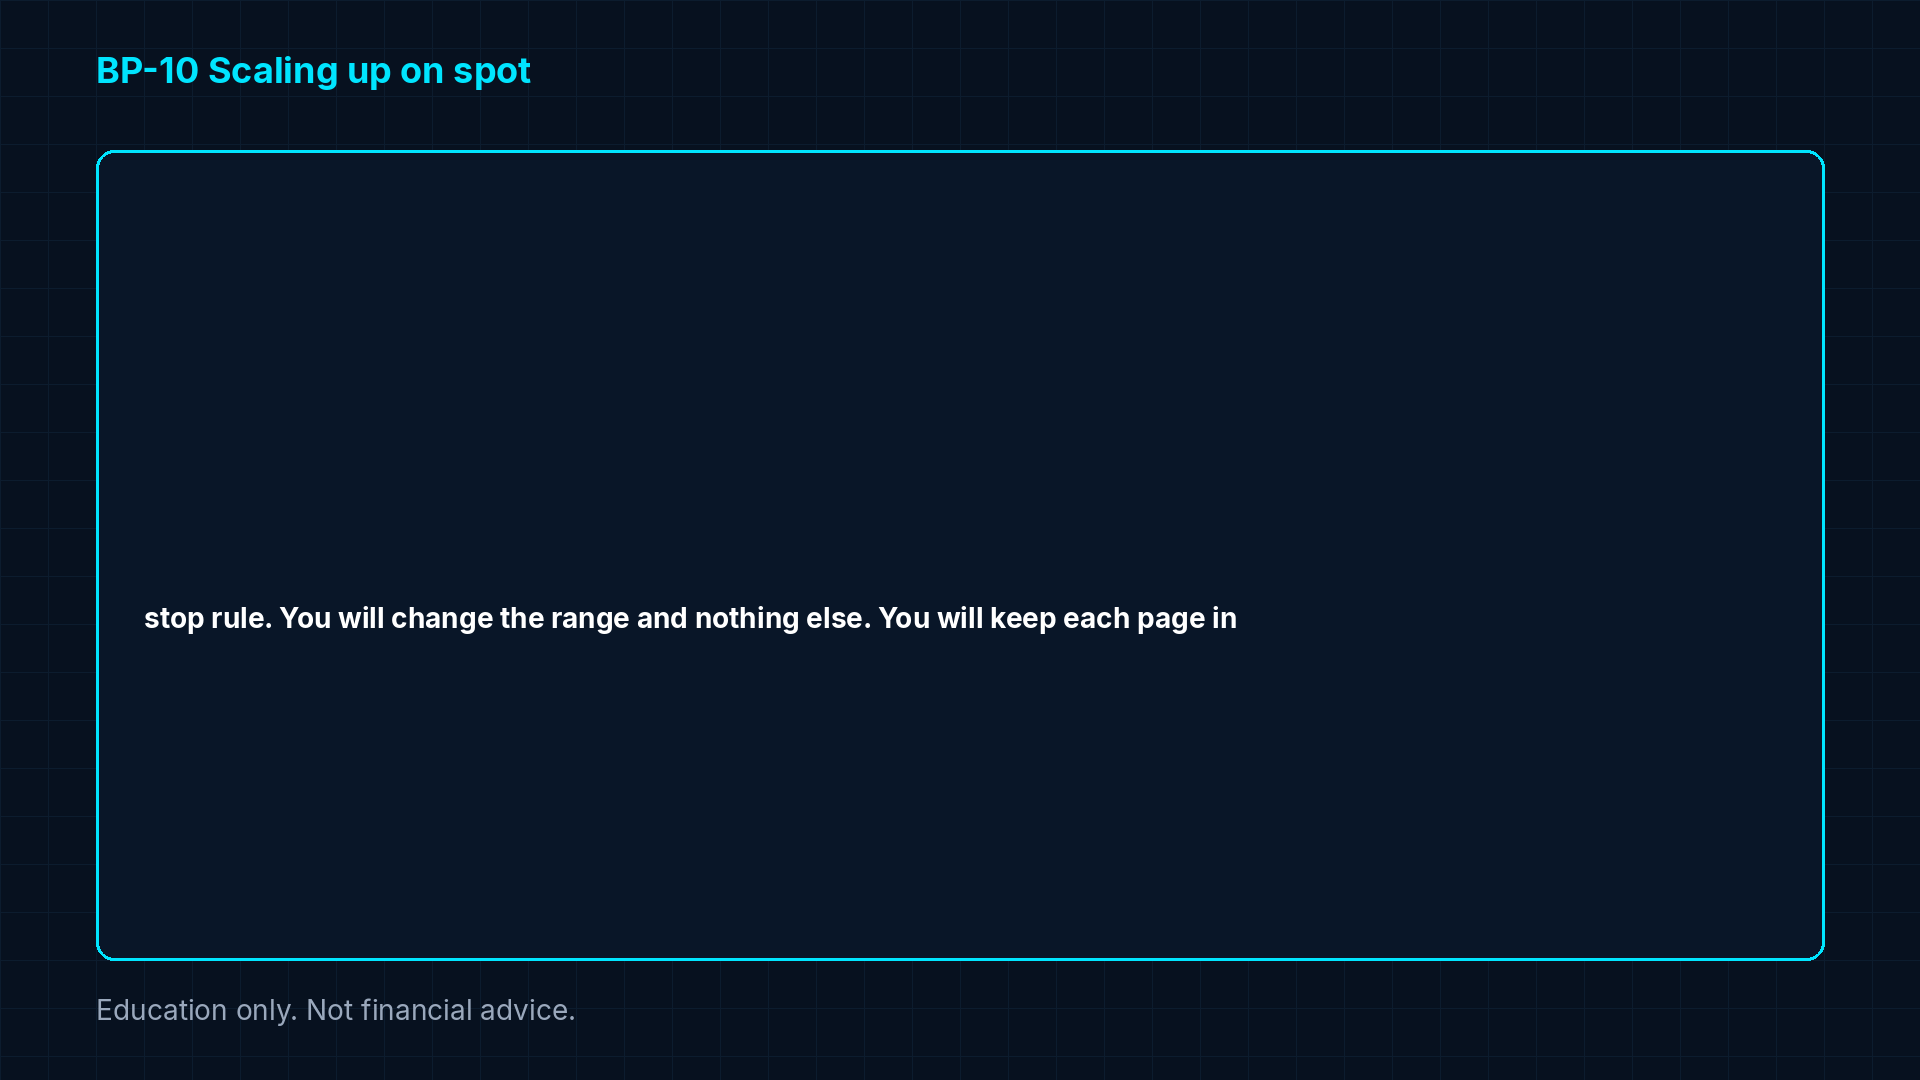 BP-10 Scaling up on spot
stop rule. You will change the range and nothing else. You will keep each page in
Education only. Not financial advice.